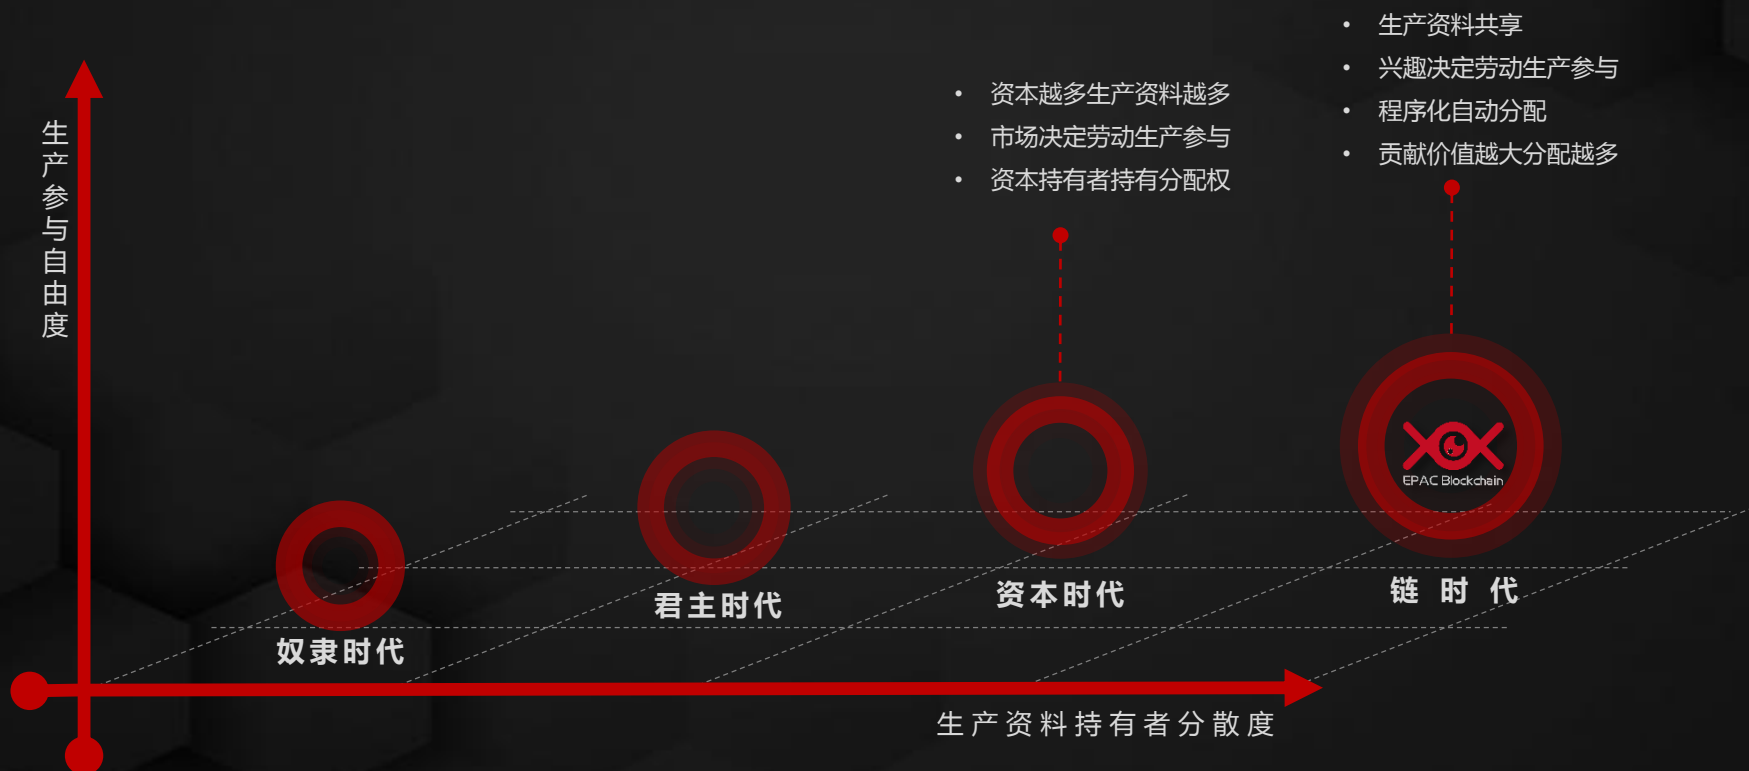 生产参与自由度
资本越多生产资料越多
市场决定劳动生产参与
资本持有者持有分配权
生产资料共享
兴趣决定劳动生产参与
程序化自动分配
贡献价值越大分配越多
EPAC Blockchain
奴隶时代
君主时代
资本时代
链 时 代
生产资料持有者分散度